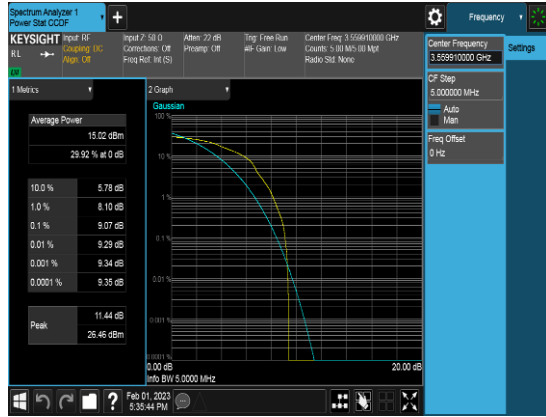 Spectrum Analyzer 1
Power Stat CCDF
Frequency
KEYSIGHT
RL
Input: RF
Coupling: DC
Align: Off
Input Z: 50 Ω
Corrections: Off
Freq Ref: Int (S)
Atten: 22 dB
Preamp: Off
Trig: Free Run
#IF Gain: Low
Center Freq: 3.559910000 GHz
Counts: 5.00 M/5.00 Mpt
Radio Std: None
1 Metrics
2 Graph
Average Power
15.02 dBm
29.92 % at 0 dB
10.0 % 5.78 dB
1.0 % 8.10 dB
0.1 % 9.07 dB
0.01 % 9.29 dB
0.001 % 9.34 dB
0.0001 % 9.35 dB
Peak
11.44 dB
26.46 dBm
Gaussian
100 %
10 %
1 %
0.1 %
0.01 %
0.001 %
0.0001 %
0.00 dB
20.00 dB
Info BW 5.0000 MHz
Center Frequency
3.559910000 GHz
Settings
CF Step
5.000000 MHz
Auto
Man
Freq Offset
0 Hz
?
Feb 01, 2023
5:35:44 PM